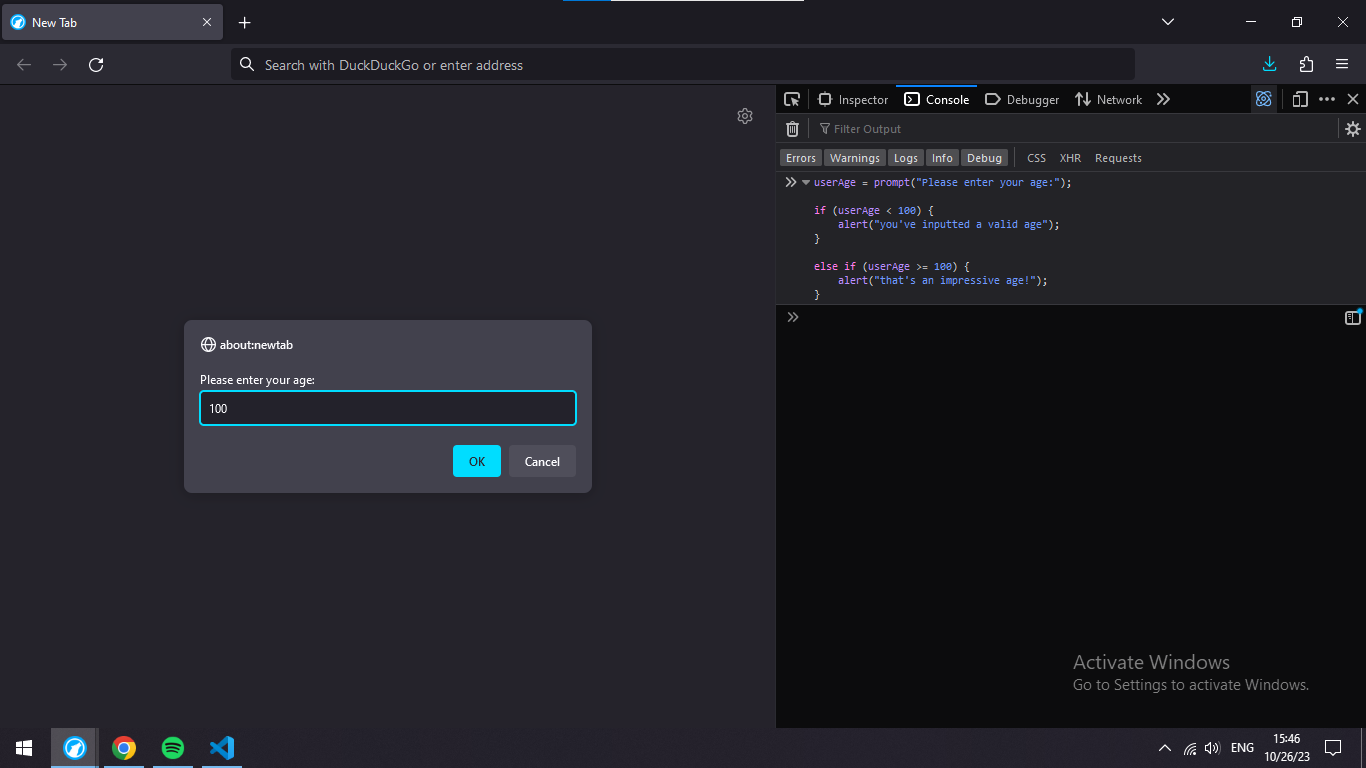 New Tab
Search with DuckDuckGo or enter address
Inspector
Console
Debugger
Network
Filter Output
Errors
Warnings
Logs
Info
Debug
CSS
XHR
Requests
userAge = prompt("Please enter your age:");
if (userAge < 100) {
alert("you've inputted a valid age");
}
else if (userAge >= 100) {
alert("that's an impressive age!");
}
about:newtab
Please enter your age:
100
OK
Cancel
Activate Windows
Go to Settings to activate Windows.
ENG
15:46
10/26/23